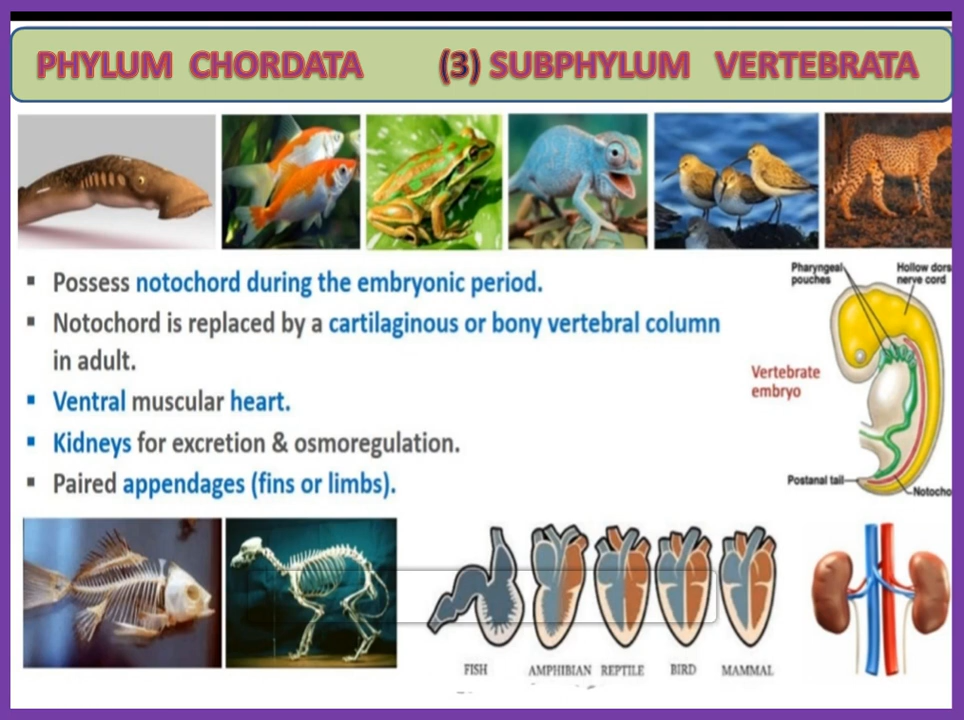 PHYLUM CHORDATA (3) SUBPHYLUM VERTEBRATA
▪ Possess notochord during the embryonic period.
▪ Notochord is replaced by a cartilaginous or bony vertebral column
in adult.
▪ Ventral muscular heart.
▪ Kidneys for excretion & osmoregulation.
▪ Paired appendages (fins or limbs).
Pharyngeal
pouches
Hollow dors
nerve cord
Vertebrate
embryo
Postanal tail
Notocho
FISH AMPHIBIAN REPTILE BIRD MAMMAL